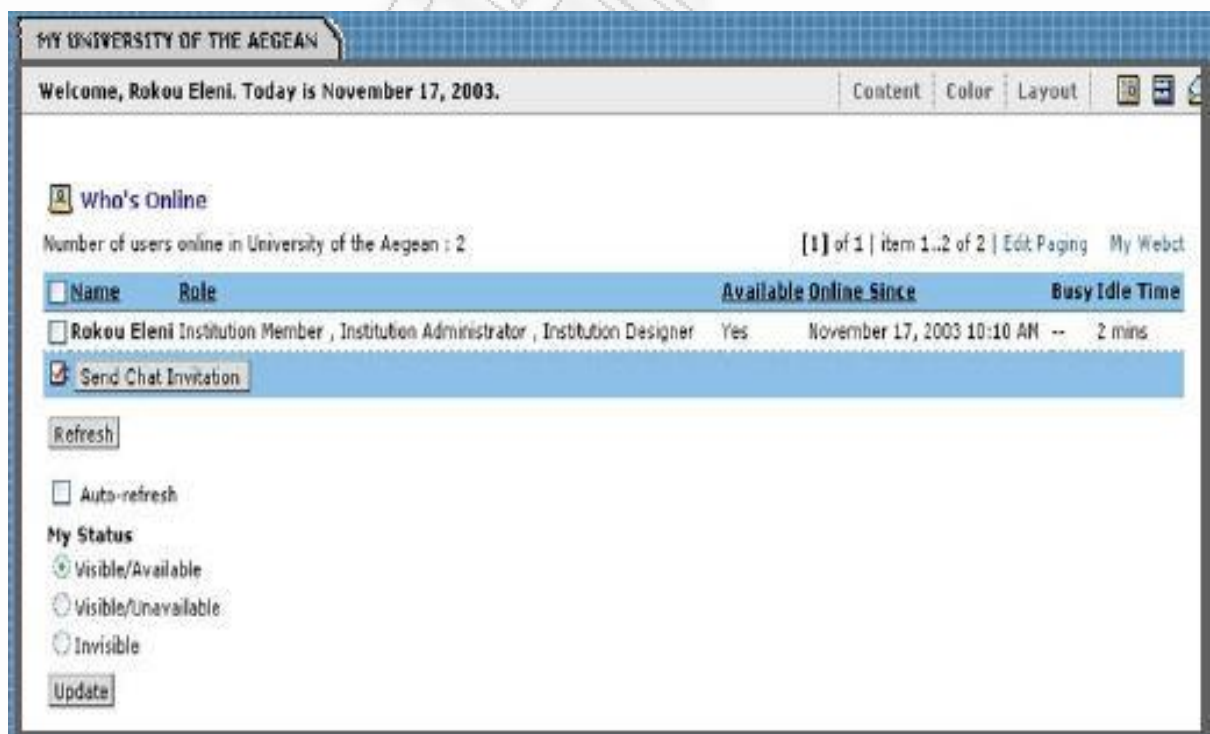 MY UNIVERSITY OF THE AEGEAN
Welcome, Rokou Eleni. Today is November 17, 2003. Content Color Layout
Who's Online
Number of users online in University of the Aegean : 2 [1] of 1 | item 1..2 of 2 | Edit Paging My Webct
Name Role Available Online Since Busy Idle Time
Rokou Eleni Institution Member , Institution Administrator , Institution Designer Yes November 17, 2003 10:10 AM -- 2 mins
Send Chat Invitation
Refresh
Auto-refresh
My Status
Visible/Available
Visible/Unavailable
Invisible
Update